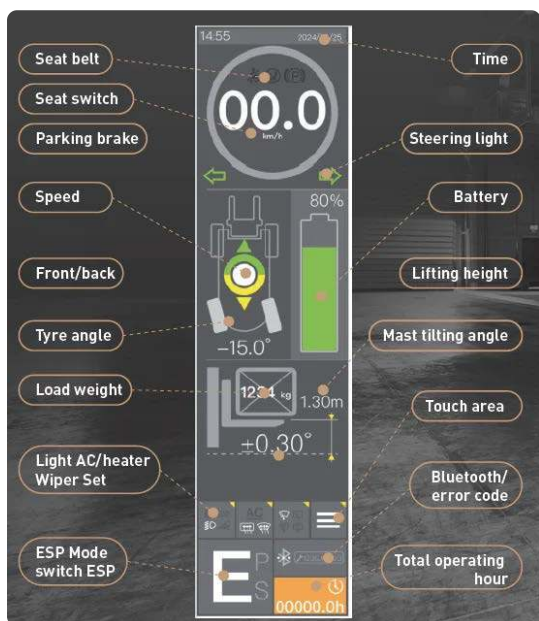 14:55
Seat belt
Time
Seat switch
00.0
km/h
Parking brake
Steering light
Speed
80%
Battery
Front/back
Lifting height
Tyre angle
-15.0°
Mast tilting angle
Load weight
kg
1.30m
Touch area
±0.30°
Light AC/heater
Wiper Set
AC
Bluetooth/
error code
ESP Mode
switch ESP
E
P
S
Total operating
hour
00000.0h